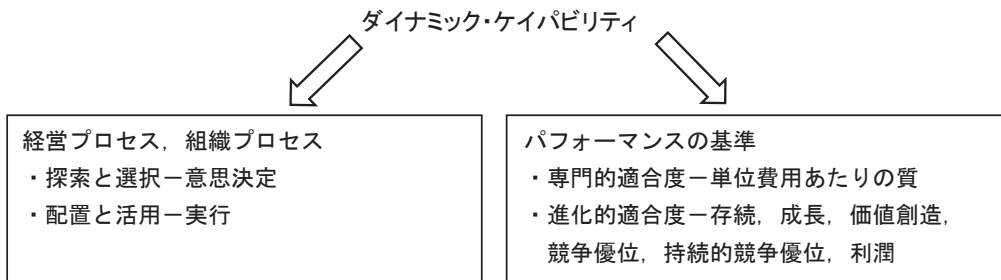 ダイナミック・ケイパビリティ
経営プロセス，組織プロセス
・探索と選択－意思決定
・配置と活用－実行
パフォーマンスの基準
・専門的適合度－単位費用あたりの質
・進化的適合度－存続，成長，価値創造，
競争優位，持続的競争優位，利潤